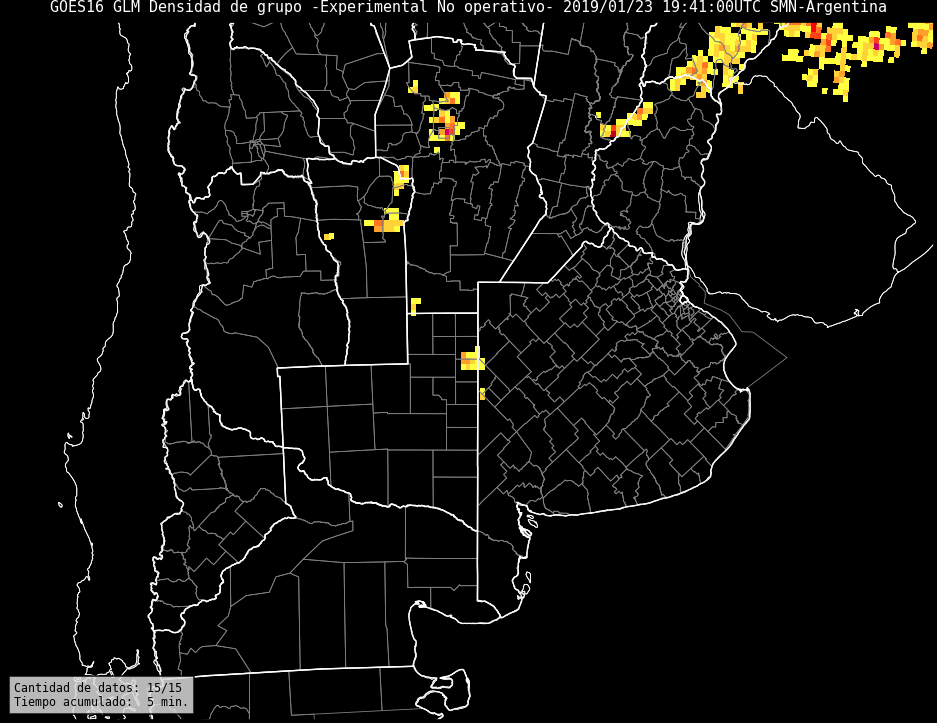 GOES16 GLM Densidad de grupo -Experimental No operativo- 2019/01/23 19:41:00UTC SMN-Argentina
Cantidad de datos: 15/15
Tiempo acumulado:  5 min.